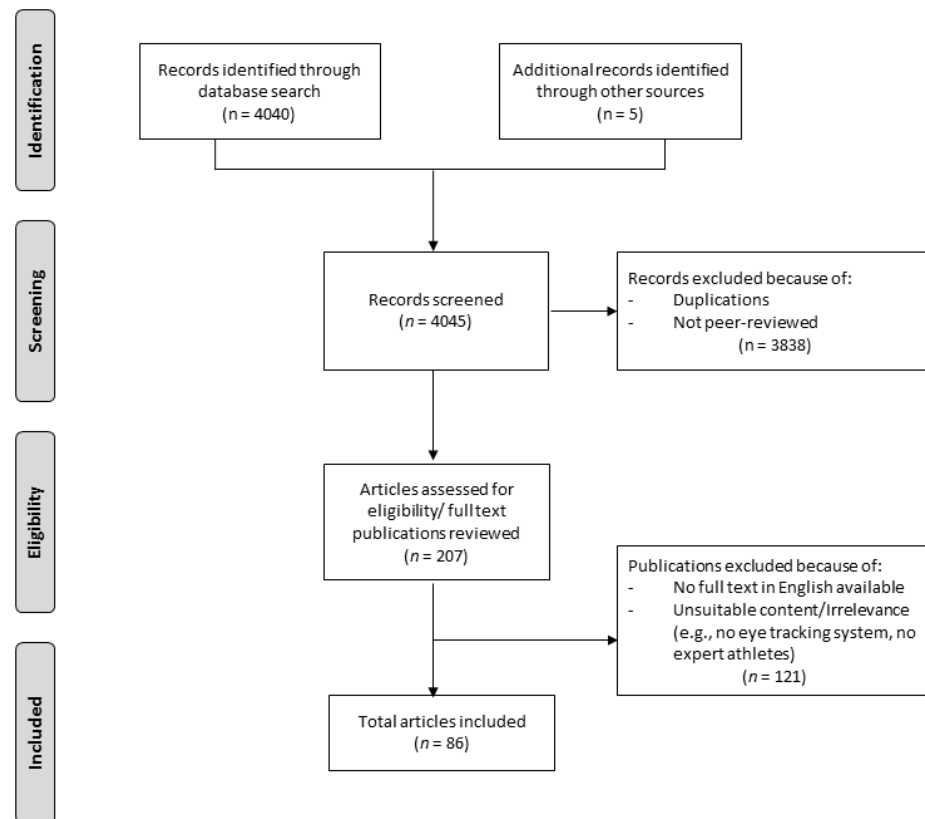 Identification
Records identified through
database search
(n = 4040)
Additional records identified
through other sources
(n = 5)
Screening
Records screened
(n = 4045)
Records excluded because of:
- Duplications
- Not peer-reviewed
(n = 3838)
Eligibility
Articles assessed for
eligibility/ full text
publications reviewed
(n = 207)
Publications excluded because of:
- No full text in English available
- Unsuitable content/Irrelevance
(e.g., no eye tracking system, no
expert athletes)
(n = 121)
Included
Total articles included
(n = 86)